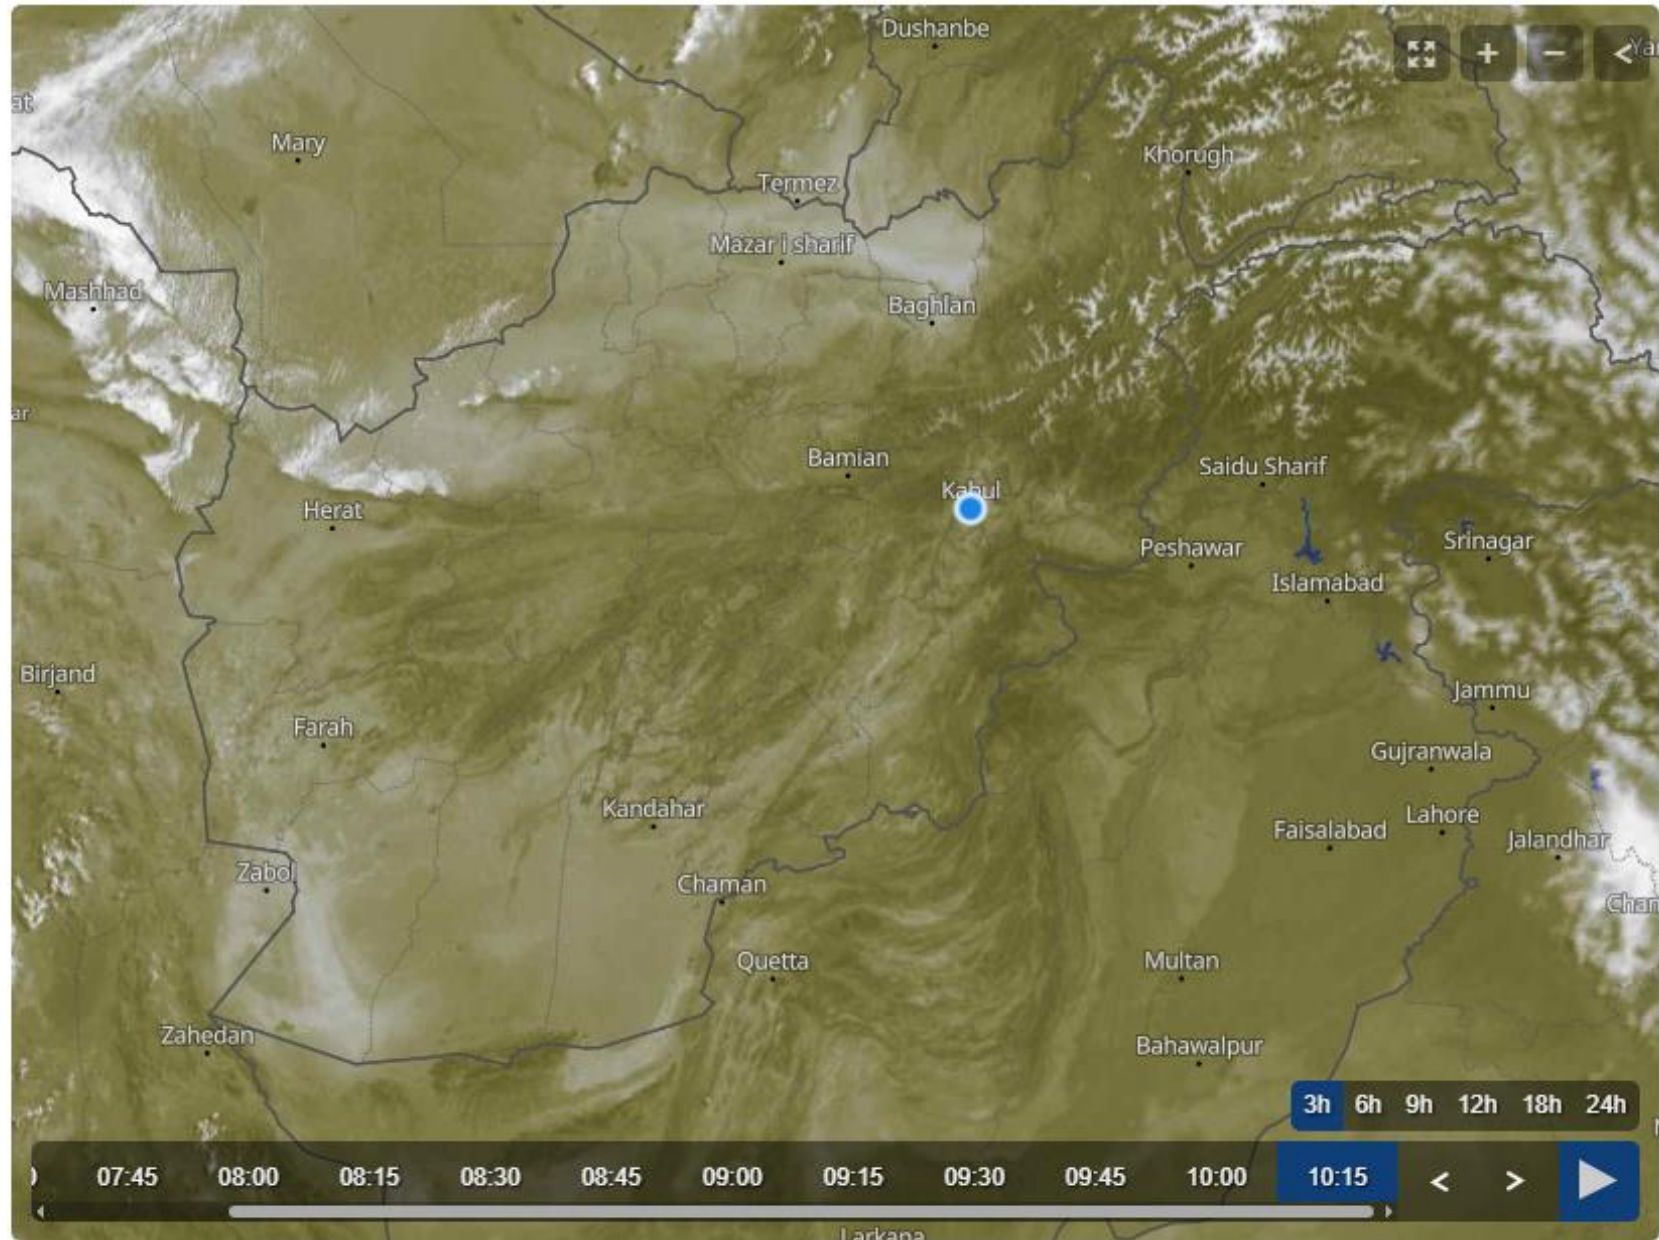 Dushanbe
+ − <
at
Mary
Khorugh
Termez
Mazar i sharif
Mashhad
Baghlan
ar
Bamian
Saidu Sharif
Kabul
Herat
Peshawar
Srinagar
Islamabad
Birjand
Jammu
Farah
Gujranwala
Kandahar
Lahore
Faisalabad
Jalandhar
Zabol
Chaman
Chan
Quetta
Multan
Zahedan
Bahawalpur
3h 6h 9h 12h 18h 24h
07:45 08:00 08:15 08:30 08:45 09:00 09:15 09:30 09:45 10:00 10:15 < >
Larkana